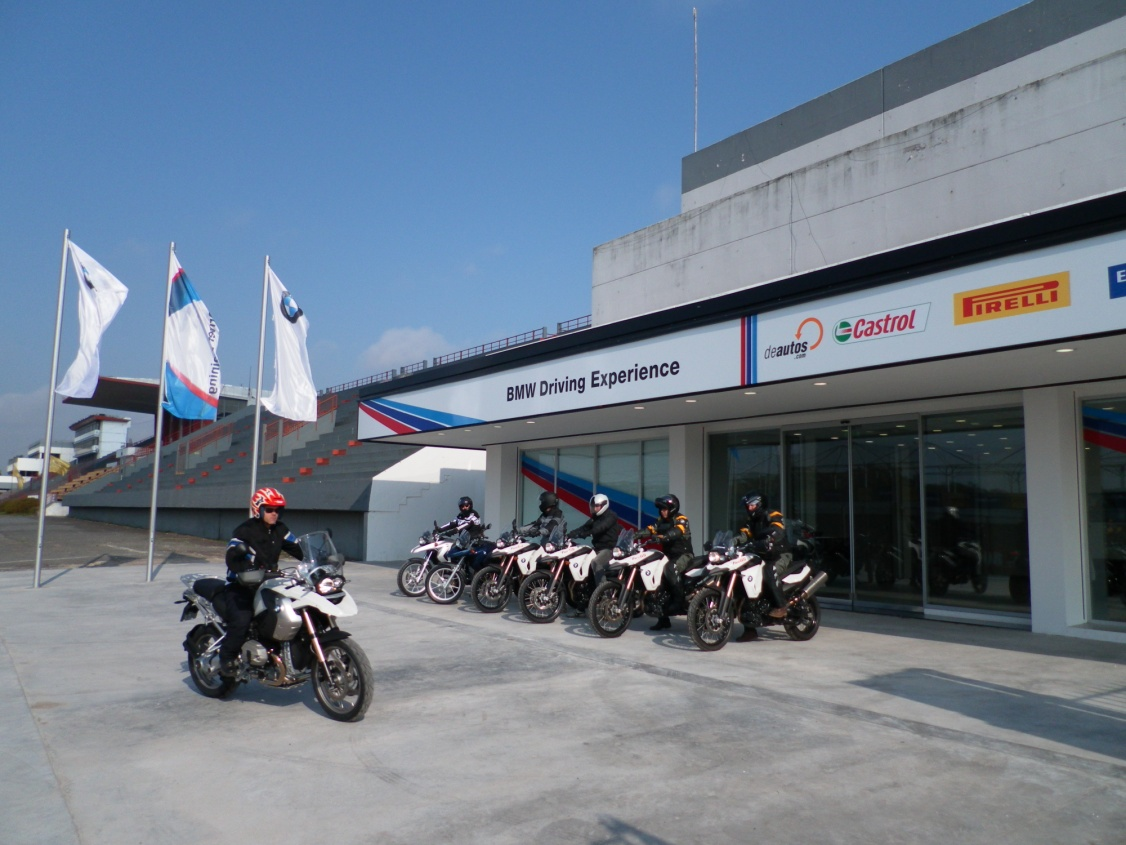 BMW Driving Experience
deautos
.com
Castrol
PIRELLI